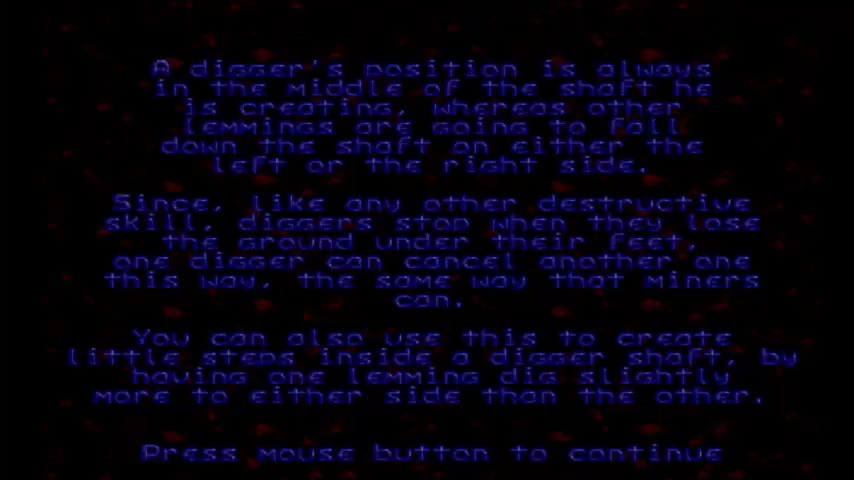 A digger's position is always
in the middle of the shaft he
is creating, whereas other
lemmings are going to fall
down the shaft on either the
left or the right side.
Since, like any other destructive
skill, diggers stop when they lose
the ground under their feet,
one digger can cancel another one
this way, the same way that miners
can.
You can also use this to create
little steps inside a digger shaft, by
having one lemming dig slightly
more to either side than the other.
Press mouse button to continue